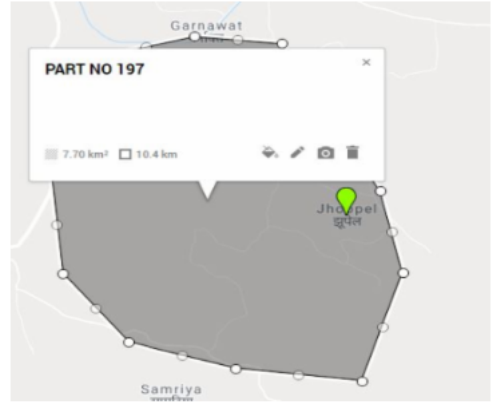 Garnawat
PART NO 197
7.70 km²
10.4 km
Jhoopel
झूपेल
Samriya